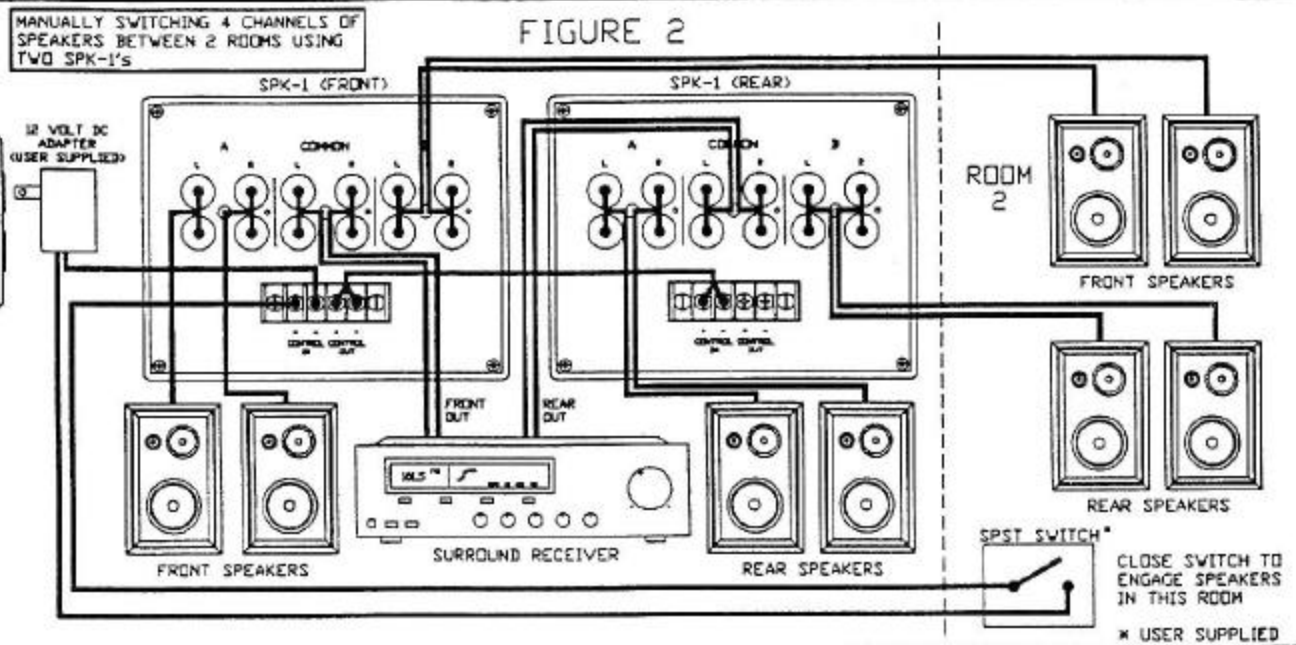 MANUALLY SWITCHING 4 CHANNELS OF
SPEAKERS BETWEEN 2 ROOMS USING
TWO SPK-1's
FIGURE 2
SPK-1 (FRONT)
SPK-1 (REAR)
12 VOLT DC
ADAPTER
(USER SUPPLIED)
A COMMON
L R L R L R
A COMMON B
L R L R L R
ROOM
2
FRONT SPEAKERS
CONTROL CONTROL
IN OUT
CONTROL CONTROL
IN OUT
FRONT
OUT
REAR
OUT
101.5 FM
SURROUND RECEIVER
FRONT SPEAKERS
REAR SPEAKERS
REAR SPEAKERS
SPST SWITCH*
CLOSE SWITCH TO
ENGAGE SPEAKERS
IN THIS ROOM
* USER SUPPLIED